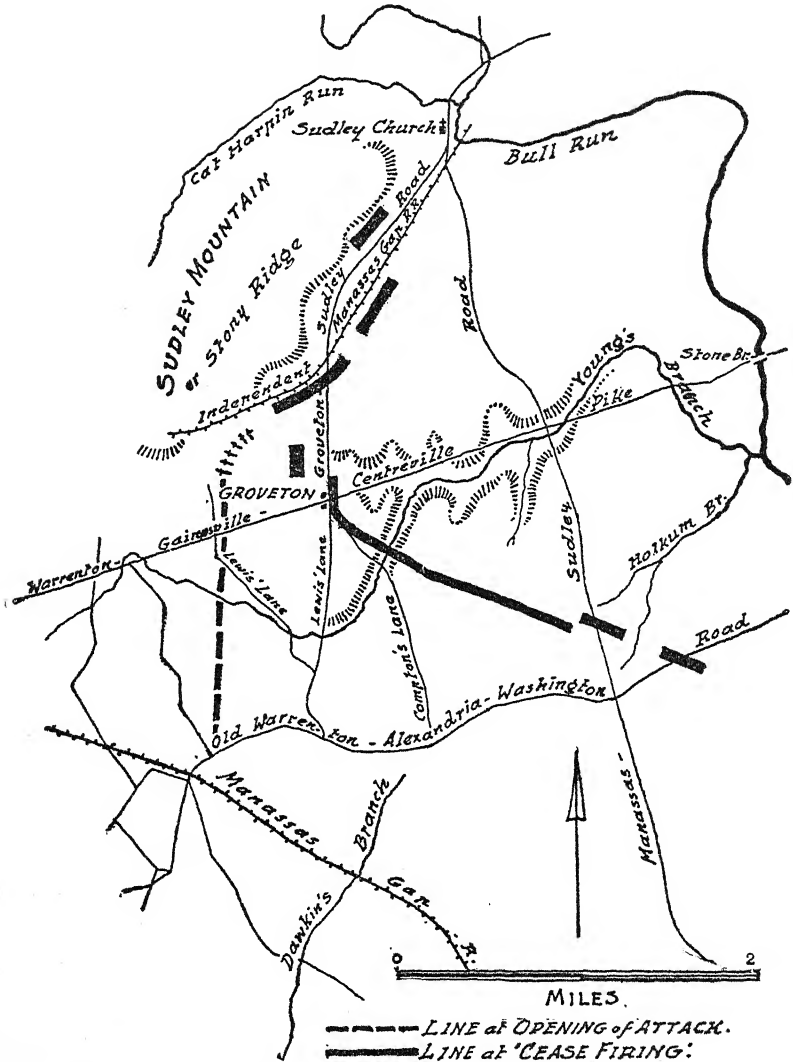 Cat Harpin Run
Sudley Church
Bull Run
SUDLEY MOUNTAIN
or Stony Ridge
Sudley Road
Independent Manassas Gap R.R.
Road
Young's Branch
Stone Br.
Groveton
GROVETON
Warrenton - Gainesville - Centreville Pike
Lewis' Lane
Lewis' Lane
Compton's Lane
Sudley
Holkum Br.
Old Warrenton - Alexandria - Washington Road
Manassas Gap R.
Dawkin's Branch
Manassas -
0 2
MILES.
LINE at OPENING of ATTACK.
LINE at "CEASE FIRING".